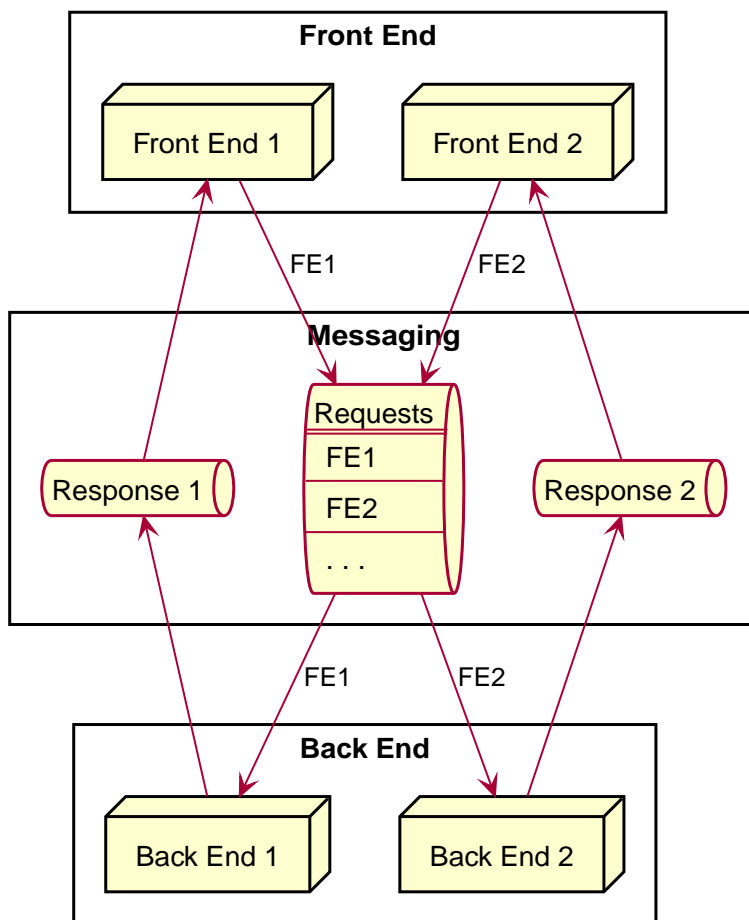 Front End
Front End 1
Front End 2
FE1
FE2
Messaging
Requests
FE1
FE2
. . .
Response 1
Response 2
FE1
FE2
Back End
Back End 1
Back End 2